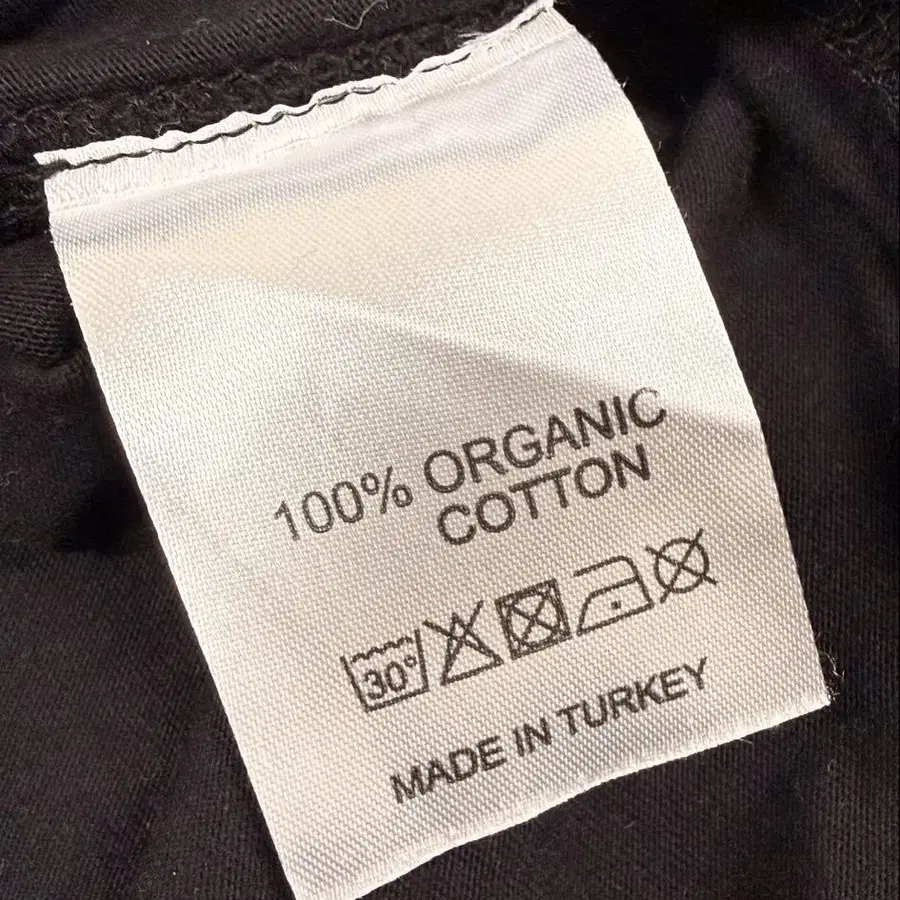 100% ORGANIC
COTTON
30°
MADE IN TURKEY